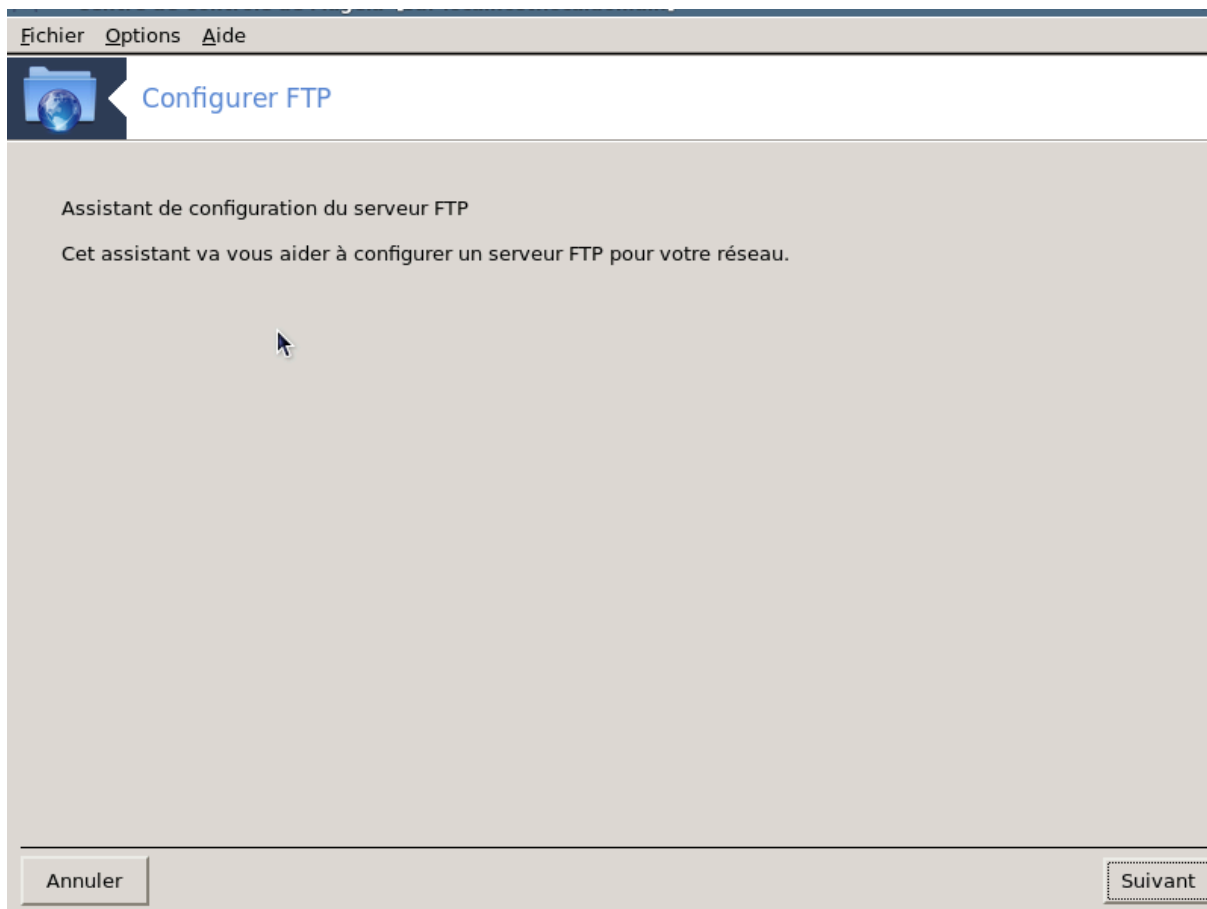 Fichier Options Aide
Configurer FTP
Assistant de configuration du serveur FTP
Cet assistant va vous aider à configurer un serveur FTP pour votre réseau.
Annuler
Suivant